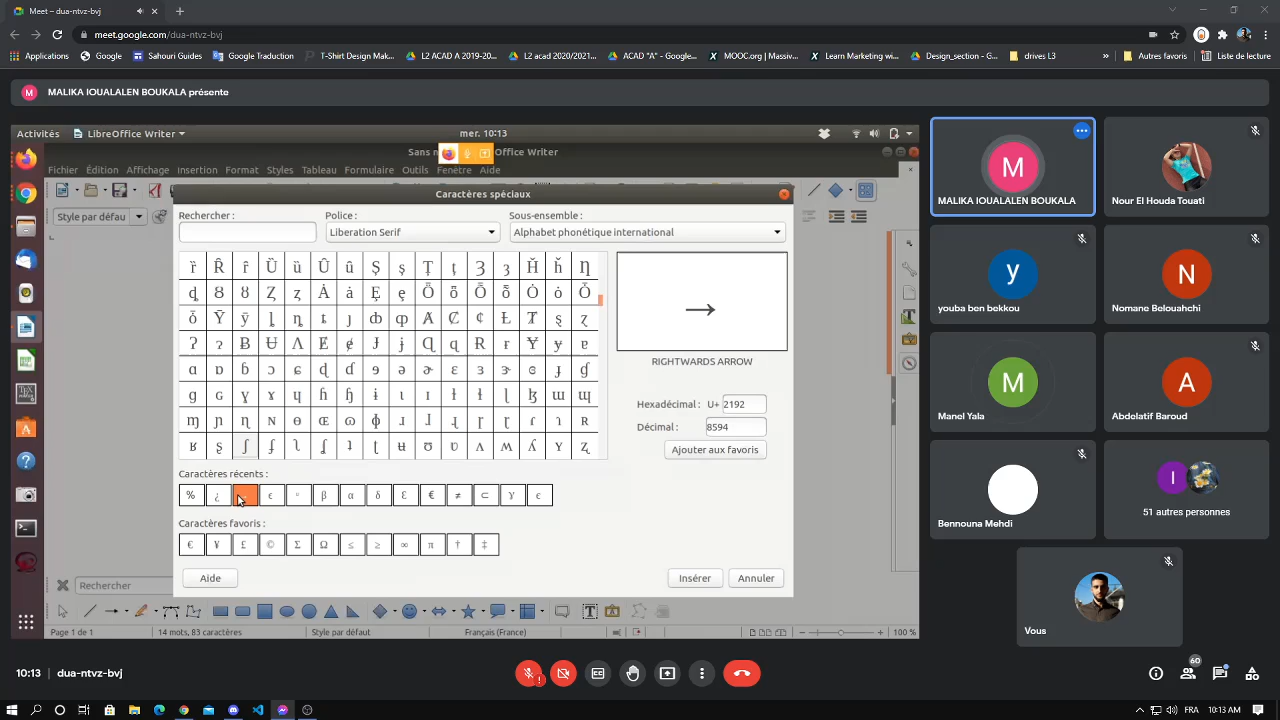 Meet – dua-ntvz-bvj
meet.google.com/dua-ntvz-bvj
Applications
Google
Sahouri Guides
Google Traduction
T-Shirt Design Mark...
L2 ACAD A 2019-20...
L2 acad 2020/2021...
ACAD "A" - Google...
MOOC.org | Massiv...
Learn Marketing wi...
Design_section - G...
drives L3
»
Autres favoris
Liste de lecture
M MALIKA IOUALALEN BOUKALA présente
Activités
LibreOffice Writer
mer. 10:13
Sans n
Office Writer
Fichier Édition Affichage Insertion Format Styles Tableau Formulaire Outils Fenêtre Aide
Style par défau
Caractères spéciaux
Rechercher :
Police :
Sous-ensemble :
Liberation Serif
Alphabet phonétique international
ȑ Ȓ ȓ Ȕ ȕ Ȗ ȗ Ș ș Ț ț Ȝ ȝ Ȟ ȟ Ƞ
ȡ Ȣ ȣ Ȥ ȥ Ȧ ȧ Ȩ ȩ Ȫ ȫ Ȭ ȭ Ȯ ȯ Ȱ
ȱ Ȳ ȳ ȴ ȵ ȶ ȷ ȸ ȹ Ⱥ Ȼ ȼ Ƚ Ⱦ ȿ ɀ
Ɂ ɂ Ƀ Ʉ Ʌ Ɇ ɇ Ɉ ɉ Ɋ ɋ Ɍ ɍ Ɏ ɏ ɐ
ɑ ɒ ɓ ɔ ɕ ɖ ɗ ɘ ə ɚ ɛ ɜ ɝ ɞ ɟ ɠ
ɡ ɢ ɣ ɤ ɥ ɦ ɧ ɨ ɩ ɪ ɫ ɬ ɭ ɮ ɯ ɰ
ɱ ɲ ɳ ɴ ɵ ɶ ɸ ɹ ɺ ɻ ɼ ɽ ɾ ɿ ʀ
ʁ ʂ ʃ ʄ ʅ ʆ ʇ ʈ ʉ ʊ ʋ ʌ ʍ ʎ ʏ ʐ
→
RIGHTWARDS ARROW
Hexadécimal : U+ 2192
Décimal : 8594
Ajouter aux favoris
Caractères récents :
% ¿ ϵ ▫ β α δ Ɛ € ≠ ⊂ ϵ
Caractères favoris :
€ ¥ £ © Σ Ω ≤ ≥ ∞ π † ‡
Aide
Insérer
Annuler
Rechercher
Page 1 de 1
14 mots, 83 caractères
Style par défaut
Français (France)
100 %
M
MALIKA IOUALALEN BOUKALA
Nour El Houda Touati
y
youba ben bekkou
N
Nomane Belouahchi
M
Manel Yala
A
Abdelatif Baroud
Bennouna Mehdi
I
51 autres personnes
Vous
10:13
dua-ntvz-bvj
60
FRA
10:13 AM